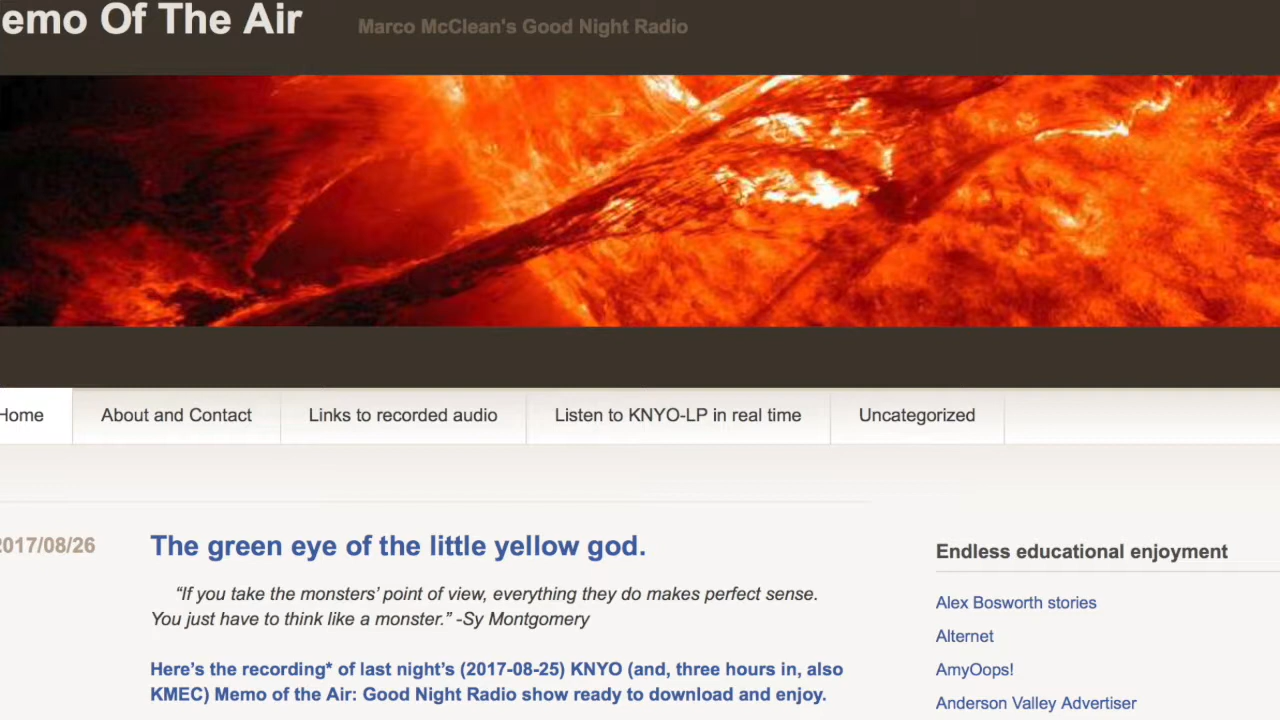 emo Of The Air
Marco McClean's Good Night Radio
Home
About and Contact
Links to recorded audio
Listen to KNYO-LP in real time
Uncategorized
2017/08/26
The green eye of the little yellow god.
“If you take the monsters’ point of view, everything they do makes perfect sense.
You just have to think like a monster.” -Sy Montgomery
Here’s the recording* of last night’s (2017-08-25) KNYO (and, three hours in, also
KMEC) Memo of the Air: Good Night Radio show ready to download and enjoy.
Endless educational enjoyment
Alex Bosworth stories
Alternet
AmyOops!
Anderson Valley Advertiser